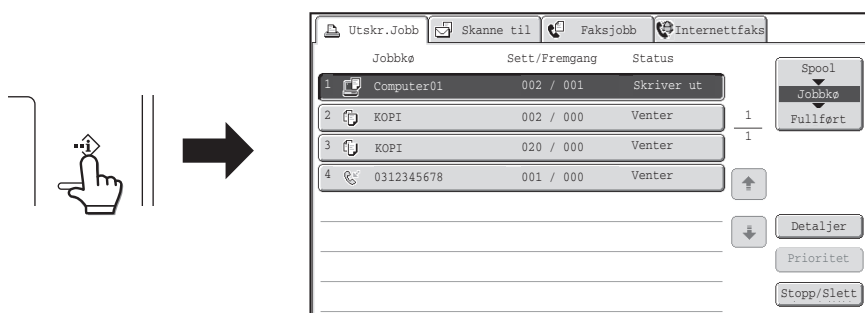 Utskr.Jobb Skanne til Faksjobb Internettfaks
Jobbkø Sett/Fremgang Status
1 Computer01 002 / 001 Skriver ut
2 KOPI 002 / 000 Venter
3 KOPI 020 / 000 Venter
4 0312345678 001 / 000 Venter
1
1
Spool
Jobbkø
Fullført
Detaljer
Prioritet
Stopp/Slett